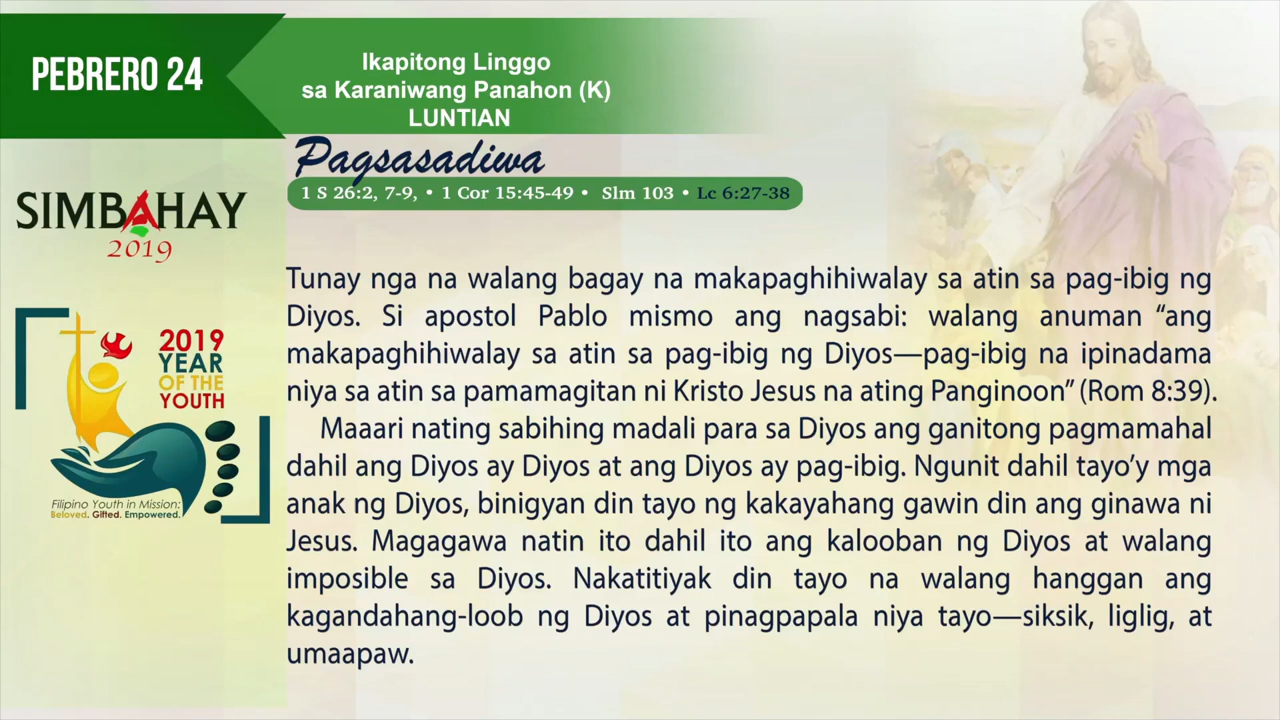 PEBRERO 24
Ikapitong Linggo
sa Karaniwang Panahon (K)
LUNTIAN
Pagsasadiwa
1 S 26:2, 7-9, • 1 Cor 15:45-49 • Slm 103 • Lc 6:27-38
SIMBAHAY
2019
2019
YEAR
OF THE
YOUTH
Filipino Youth in Mission:
Beloved. Gifted. Empowered.
Tunay nga na walang bagay na makapaghihiwalay sa atin sa pag-ibig ng
Diyos. Si apostol Pablo mismo ang nagsabi: walang anuman “ang
makapaghihiwalay sa atin sa pag-ibig ng Diyos—pag-ibig na ipinadama
niya sa atin sa pamamagitan ni Kristo Jesus na ating Panginoon” (Rom 8:39).
Maaari nating sabihing madali para sa Diyos ang ganitong pagmamahal
dahil ang Diyos ay Diyos at ang Diyos ay pag-ibig. Ngunit dahil tayo’y mga
anak ng Diyos, binigyan din tayo ng kakayahang gawin din ang ginawa ni
Jesus. Magagawa natin ito dahil ito ang kalooban ng Diyos at walang
imposible sa Diyos. Nakatitiyak din tayo na walang hanggan ang
kagandahang-loob ng Diyos at pinagpapala niya tayo—siksik, liglig, at
umaapaw.